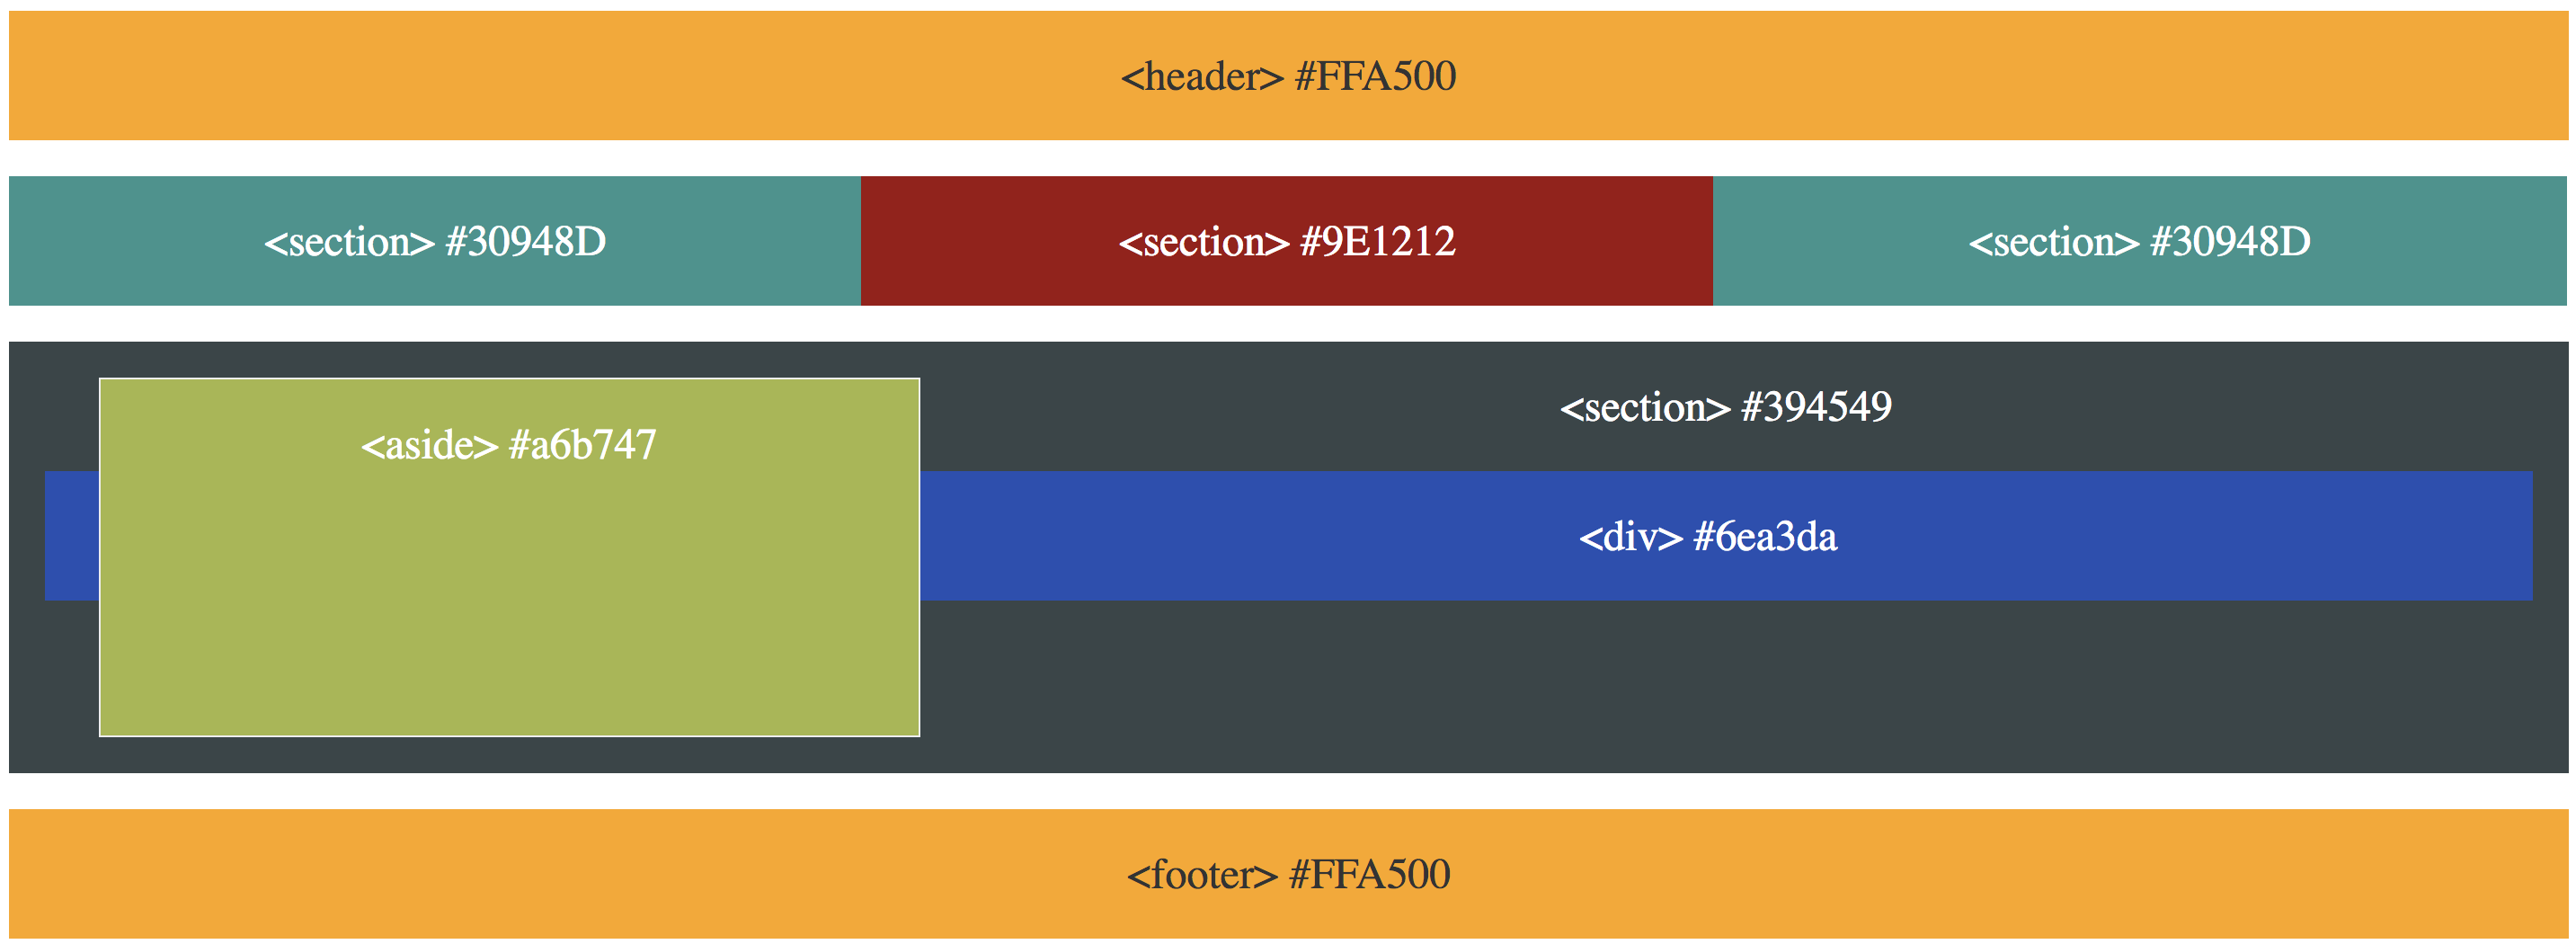 <header> #FFA500
<section> #30948D
<section> #9E1212
<section> #30948D
<aside> #a6b747
<section> #394549
<div> #6ea3da
<footer> #FFA500